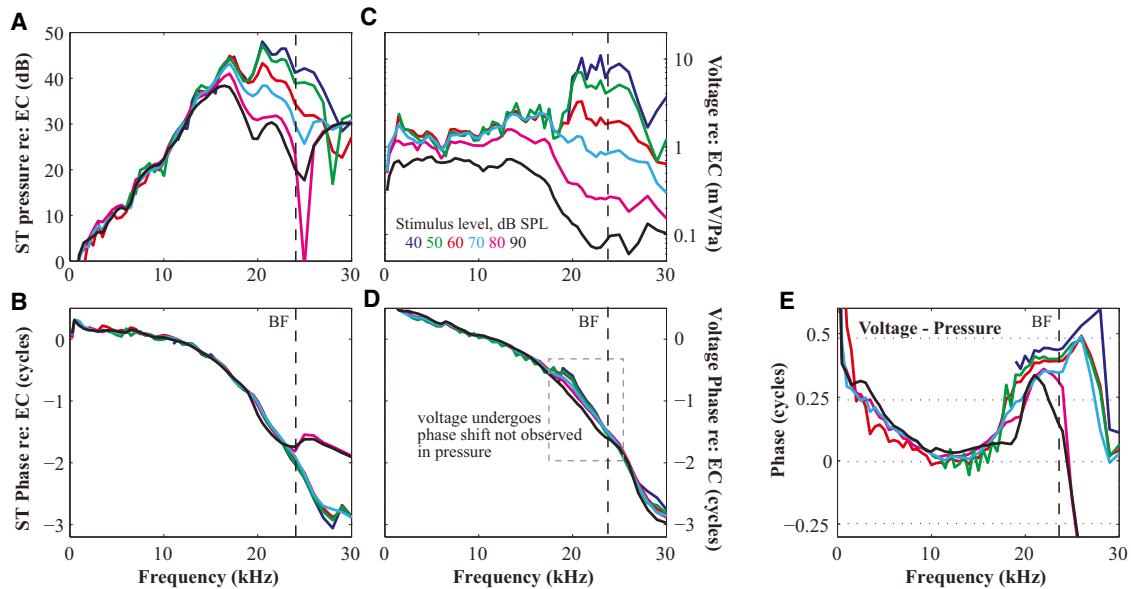 A
ST pressure re: EC (dB)
50
40
30
20
10
0
0 10 20 30
C
Voltage re: EC (mV/Pa)
10
1
0.1
Stimulus level, dB SPL
40 50 60 70 80 90
0 10 20 30
B
ST Phase re: EC (cycles)
BF
0
−1
−2
−3
0 10 20 30
Frequency (kHz)
D
Voltage Phase re: EC (cycles)
BF
voltage undergoes
phase shift not observed
in pressure
0
−1
−2
−3
0 10 20 30
Frequency (kHz)
E
Voltage - Pressure
BF
Phase (cycles)
0.5
0.25
0
−0.25
0 10 20 30
Frequency (kHz)